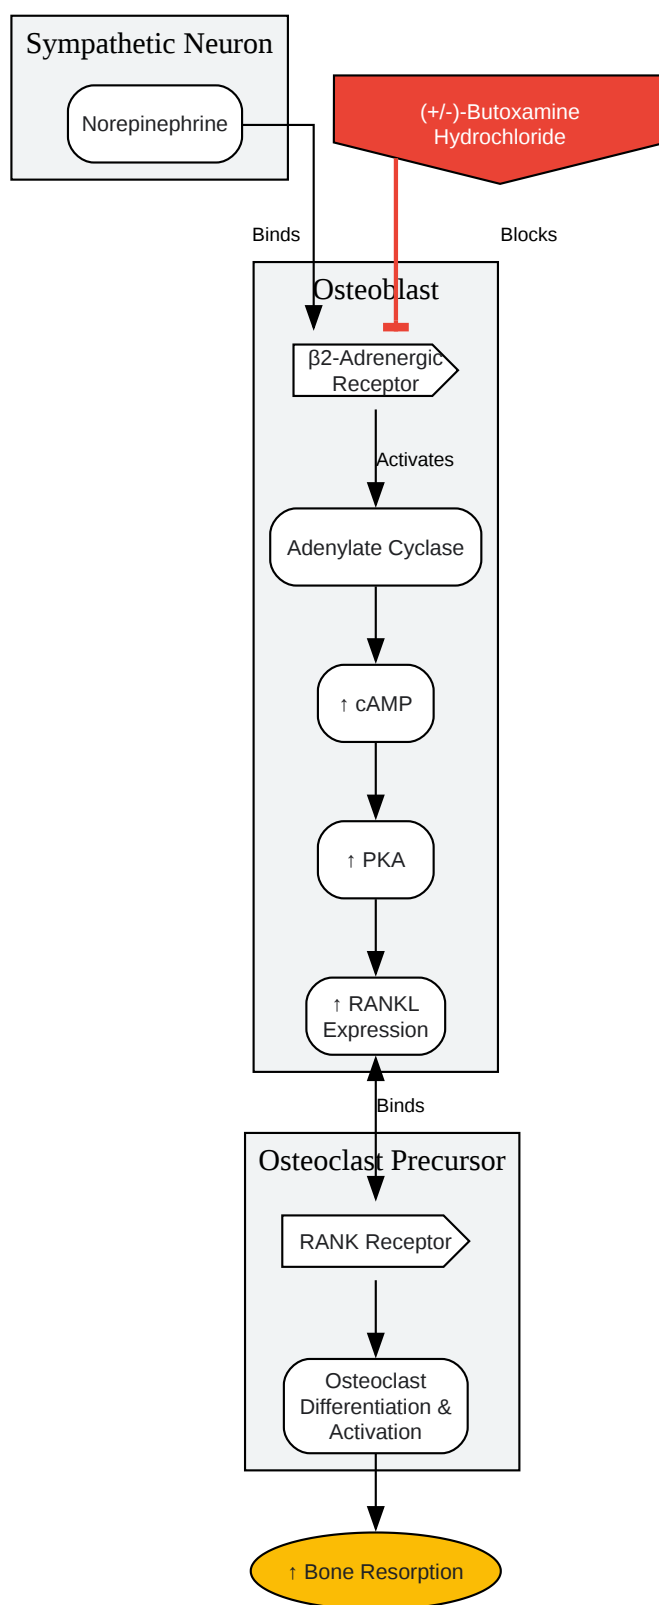 Sympathetic Neuron
Norepinephrine
(+/-)-Butoxamine
Hydrochloride
Binds
Blocks
Osteoblast
β2-Adrenergic
Receptor
Activates
Adenylate Cyclase
↑ cAMP
↑ PKA
↑ RANKL
Expression
Binds
Osteoclast Precursor
RANK Receptor
Osteoclast
Differentiation &
Activation
↑ Bone Resorption